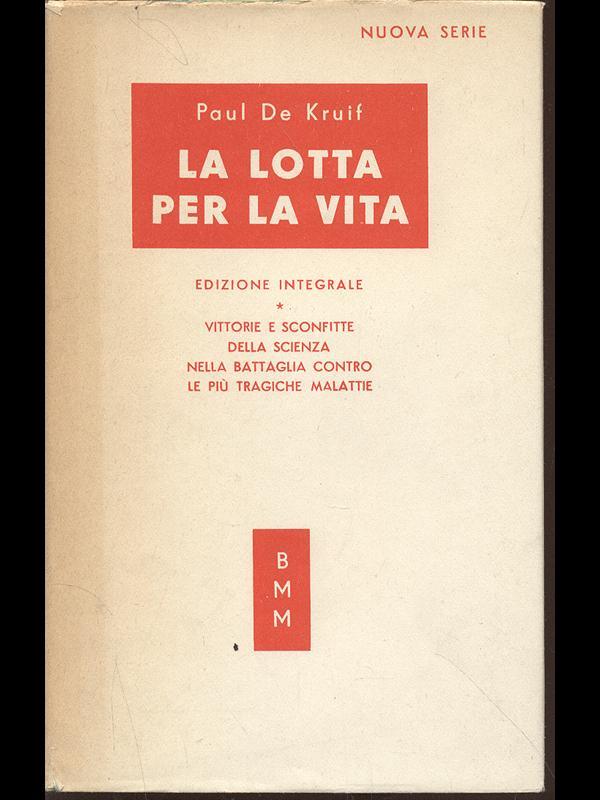 NUOVA SERIE
Paul De Kruif
LA LOTTA
PER LA VITA
EDIZIONE INTEGRALE
*
VITTORIE E SCONFITTE
DELLA SCIENZA
NELLA BATTAGLIA CONTRO
LE PIÙ TRAGICHE MALATTIE
B
M
M